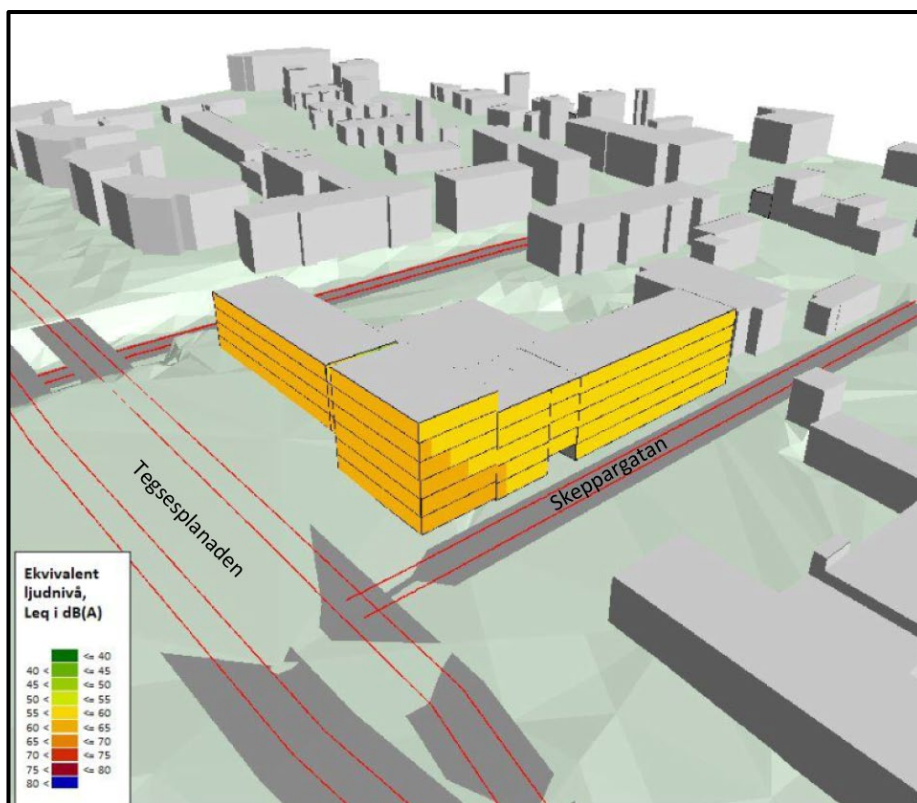 Tegsesplanaden
Skeppargatan
Ekvivalent
ljudnivå,
Leq i dB(A)
<= 40
40 < <= 45
45 < <= 50
50 < <= 55
55 < <= 60
60 < <= 65
65 < <= 70
70 < <= 75
75 < <= 80
80 <